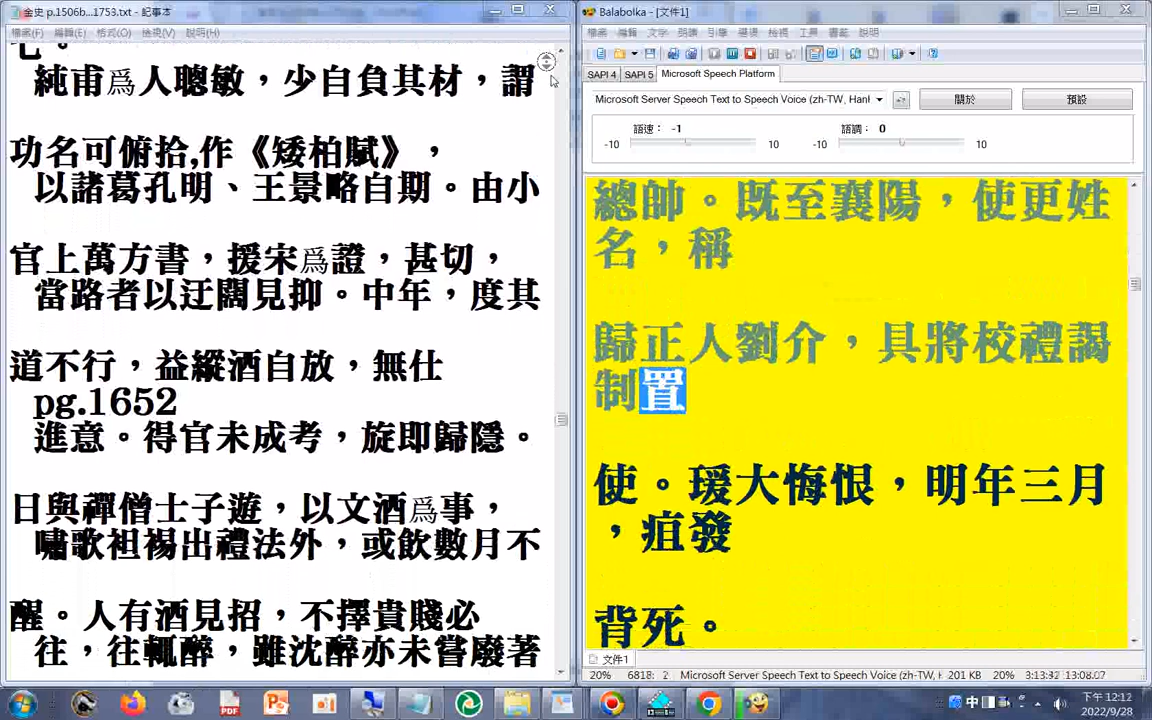 金史 p.1506b...1753.txt - 記事本
檔案(F) 編輯(E) 格式(O) 檢視(V) 說明(H)
七。
純甫爲人聰敏，少自負其材，謂
功名可俯拾,作《矮柏賦》，
以諸葛孔明、王景略自期。由小
官上萬方書，援宋爲證，甚切，
當路者以迂闊見抑。中年，度其
道不行，益縱酒自放，無仕
pg.1652
進意。得官未成考，旋即歸隱。
日與禪僧士子遊，以文酒爲事，
嘯歌袒裼出禮法外，或飲數月不
醒。人有酒見招，不擇貴賤必
往，往輒醉，雖沈醉亦未嘗廢著
Balabolka - [文件1]
檔案 編輯 文字 朗讀 引擎 選項 檢視 工具 書籤 說明
SAPI 4 SAPI 5 Microsoft Speech Platform
Microsoft Server Speech Text to Speech Voice (zh-TW, Hanl
關於
預設
語速： -1
語調： 0
-10 10 -10 10
總帥。既至襄陽，使更姓
名，稱
歸正人劉介，具將校禮謁
制置
使。瑗大悔恨，明年三月
，疽發
背死。
文件1
20% 6818: 2 Microsoft Server Speech Text to Speech Voice (zh-TW, H 201 KB 20% 3:13:32 13:08:07
中
下午 12:12
2022/9/28